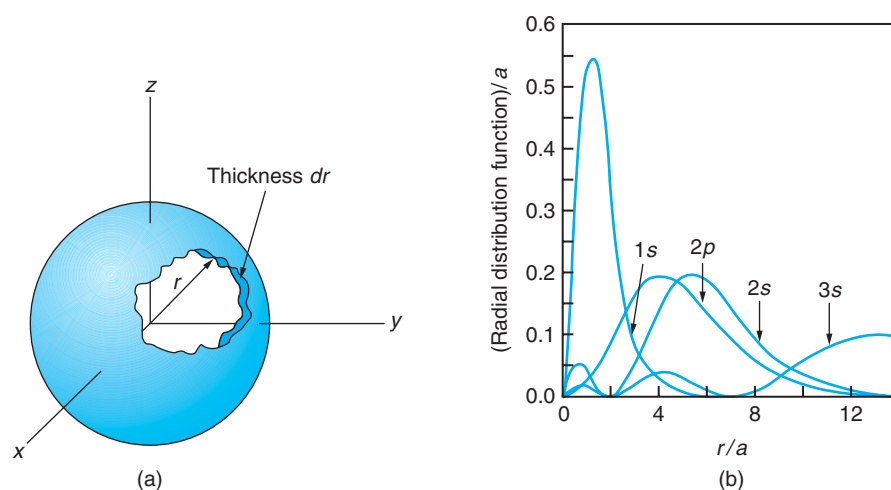 z
Thickness dr
r
y
x
(a)
(Radial distribution function)/a
0.6
0.5
0.4
0.3
0.2
0.1
0.0
1s
2p
2s
3s
0
4
8
12
r/a
(b)